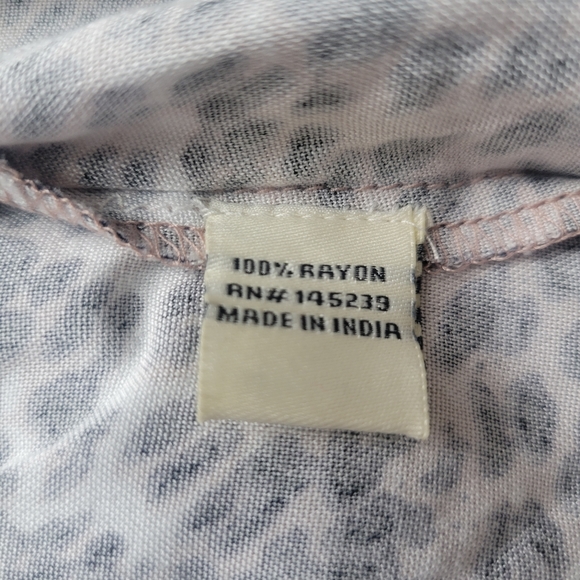 100% RAYON
RN# 145239
MADE IN INDIA